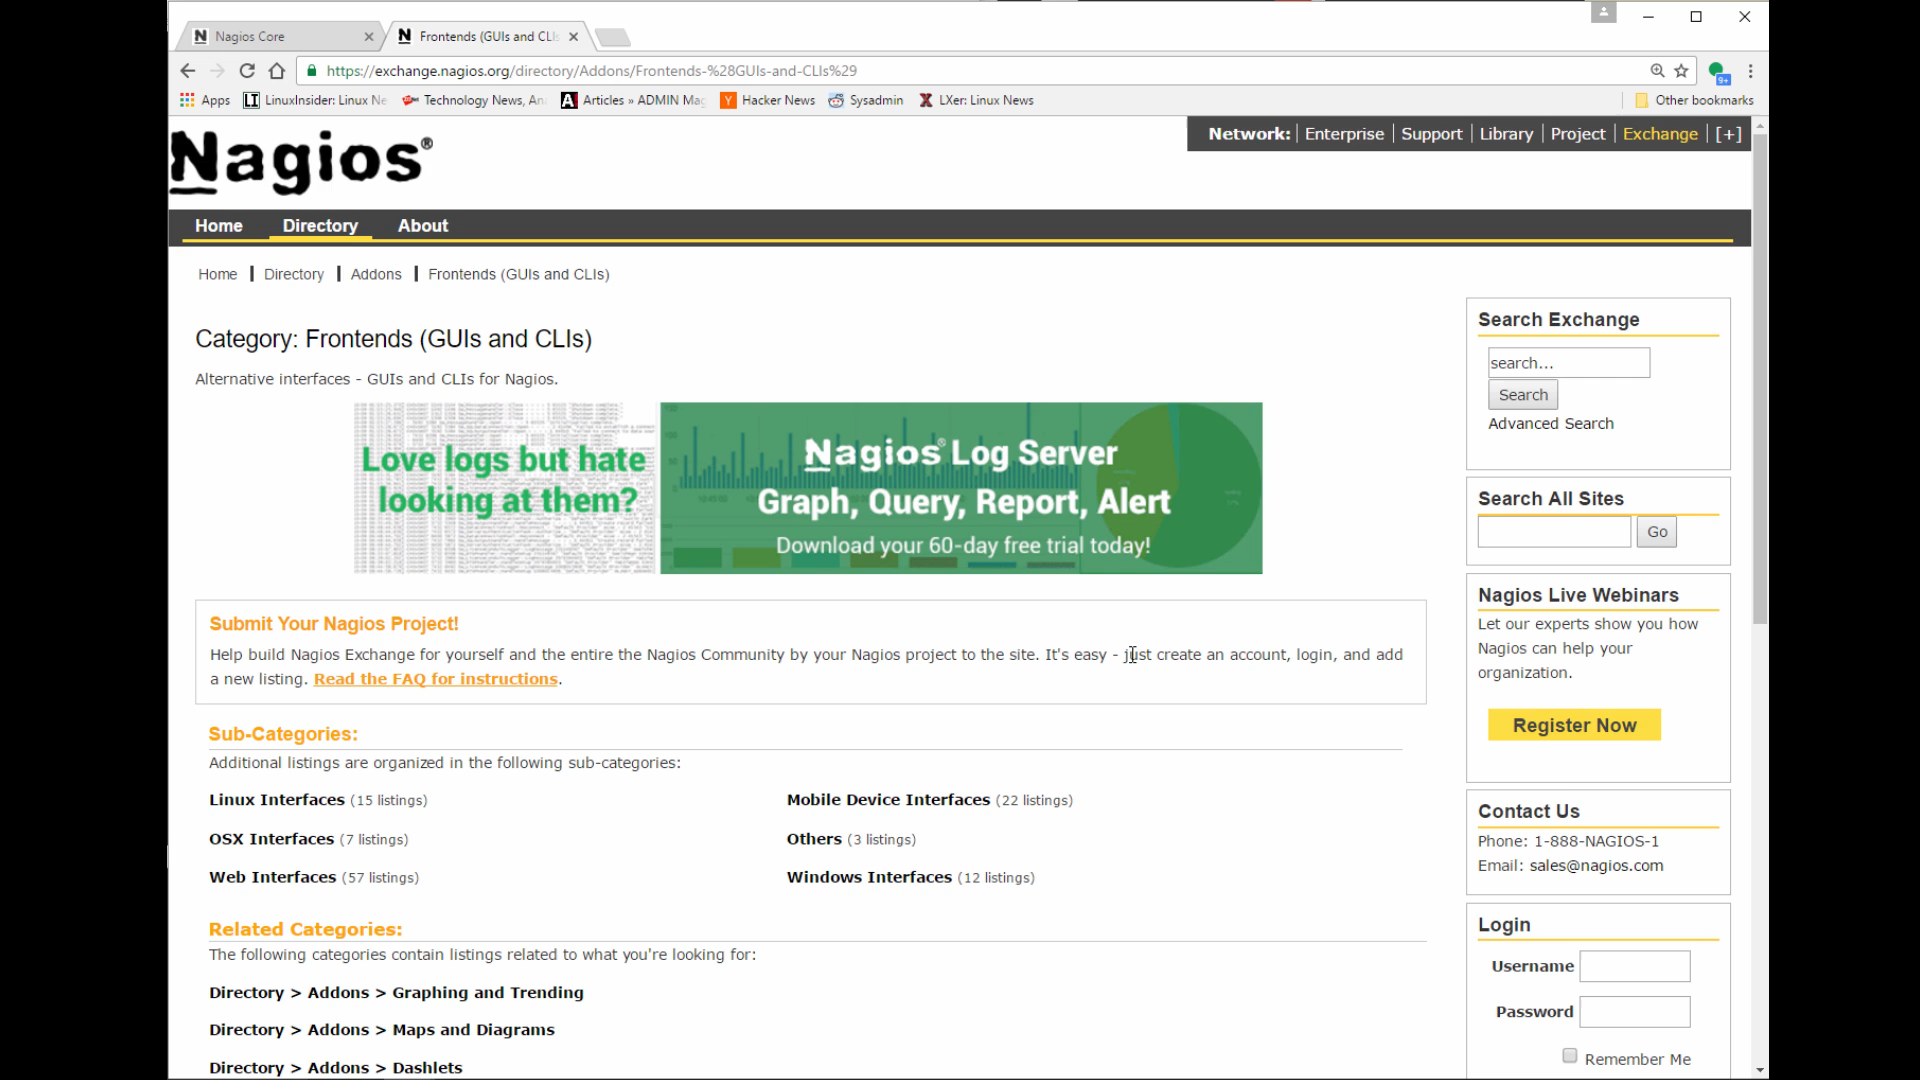 Nagios Core
Frontends (GUIs and CLI
https://exchange.nagios.org/directory/Addons/Frontends-%28GUIs-and-CLIs%29
Apps
LinuxInsider: Linux Ne
Technology News, An
Articles » ADMIN Mag
Hacker News
Sysadmin
LXer: Linux News
Other bookmarks
Nagios®
Network: Enterprise Support Library Project Exchange [+]
Home Directory About
Home Directory Addons Frontends (GUIs and CLIs)
Category: Frontends (GUIs and CLIs)
Alternative interfaces - GUIs and CLIs for Nagios.
Love logs but hate
looking at them?
Nagios® Log Server
Graph, Query, Report, Alert
Download your 60-day free trial today!
Submit Your Nagios Project!
Help build Nagios Exchange for yourself and the entire the Nagios Community by your Nagios project to the site. It's easy - just create an account, login, and add
a new listing. Read the FAQ for instructions.
Sub-Categories:
Additional listings are organized in the following sub-categories:
Linux Interfaces (15 listings)
Mobile Device Interfaces (22 listings)
OSX Interfaces (7 listings)
Others (3 listings)
Web Interfaces (57 listings)
Windows Interfaces (12 listings)
Related Categories:
The following categories contain listings related to what you're looking for:
Directory > Addons > Graphing and Trending
Directory > Addons > Maps and Diagrams
Directory > Addons > Dashlets
Search Exchange
search...
Search
Advanced Search
Search All Sites
Go
Nagios Live Webinars
Let our experts show you how
Nagios can help your
organization.
Register Now
Contact Us
Phone: 1-888-NAGIOS-1
Email: sales@nagios.com
Login
Username
Password
Remember Me